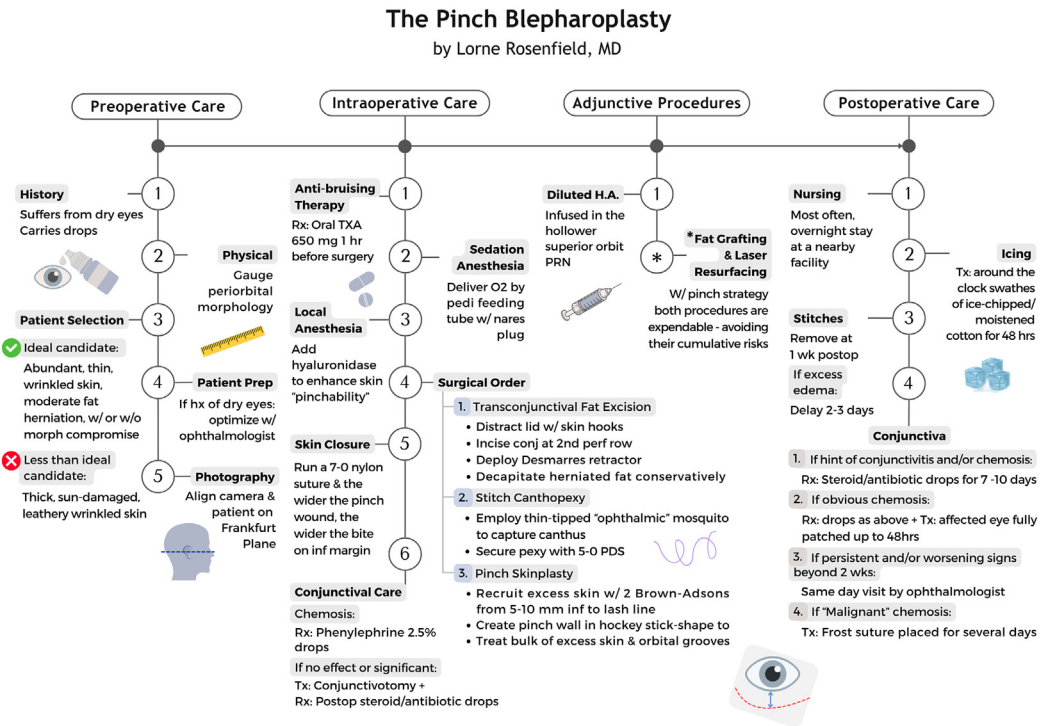 The Pinch Blepharoplasty
by Lorne Rosenfield, MD
Preoperative Care
1
History
Suffers from dry eyes
Carries drops
2
Physical
Gauge
periorbital
morphology
3
Patient Selection
Ideal candidate:
Abundant, thin,
wrinkled skin,
moderate fat
herniation, w/ or w/o
morph compromise
Less than ideal
candidate:
Thick, sun-damaged,
leathery wrinkled skin
4
Patient Prep
If hx of dry eyes:
optimize w/
ophthalmologist
5
Photography
Align camera &
patient on
Frankfurt
Plane
Intraoperative Care
1
Anti-bruising
Therapy
Rx: Oral TXA
650 mg 1 hr
before surgery
2
Sedation
Anesthesia
Deliver O2 by
pedi feeding
tube w/ nares
plug
3
Local
Anesthesia
Add
hyaluronidase
to enhance skin
"pinchability"
4
Surgical Order
1. Transconjunctival Fat Excision
• Distract lid w/ skin hooks
• Incise conj at 2nd perf row
• Deploy Desmarres retractor
• Decapitate herniated fat conservatively
2. Stitch Canthopexy
• Employ thin-tipped "ophthalmic" mosquito
to capture canthus
• Secure pexy with 5-0 PDS
3. Pinch Skinplasty
• Recruit excess skin w/ 2 Brown-Adsons
from 5-10 mm inf to lash line
• Create pinch wall in hockey stick-shape to
• Treat bulk of excess skin & orbital grooves
5
Skin Closure
Run a 7-0 nylon
suture & the
wider the pinch
wound, the
wider the bite
on inf margin
6
Conjunctival Care
Chemosis:
Rx: Phenylephrine 2.5%
drops
If no effect or significant:
Tx: Conjunctivotomy +
Rx: Postop steroid/antibiotic drops
Adjunctive Procedures
1
Diluted H.A.
Infused in the
hollower
superior orbit
PRN
*
*Fat Grafting
& Laser
Resurfacing
W/ pinch strategy
both procedures are
expendable - avoiding
their cumulative risks
Postoperative Care
1
Nursing
Most often,
overnight stay
at a nearby
facility
2
Icing
Tx: around the
clock swathes
of ice-chipped/
moistened
cotton for 48 hrs
3
Stitches
Remove at
1 wk postop
If excess
edema:
Delay 2-3 days
4
Conjunctiva
1. If hint of conjunctivitis and/or chemosis:
Rx: Steroid/antibiotic drops for 7 -10 days
2. If obvious chemosis:
Rx: drops as above + Tx: affected eye fully
patched up to 48hrs
3. If persistent and/or worsening signs
beyond 2 wks:
Same day visit by ophthalmologist
4. If "Malignant" chemosis:
Tx: Frost suture placed for several days